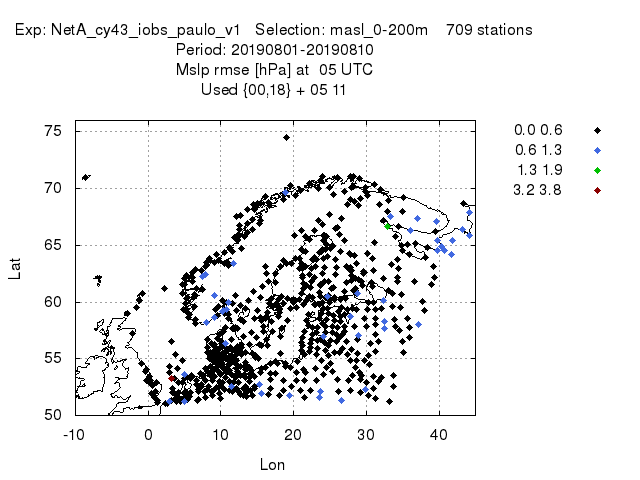 Exp: NetA_cy43_iobs_paulo_v1 Selection: masl_0-200m 709 stations
Period: 20190801-20190810
Mslp rmse [hPa] at 05 UTC
Used {00,18} + 05 11
0.0 0.6
0.6 1.3
1.3 1.9
3.2 3.8
75
70
65
60
55
50
Lat
-10 0 10 20 30 40
Lon